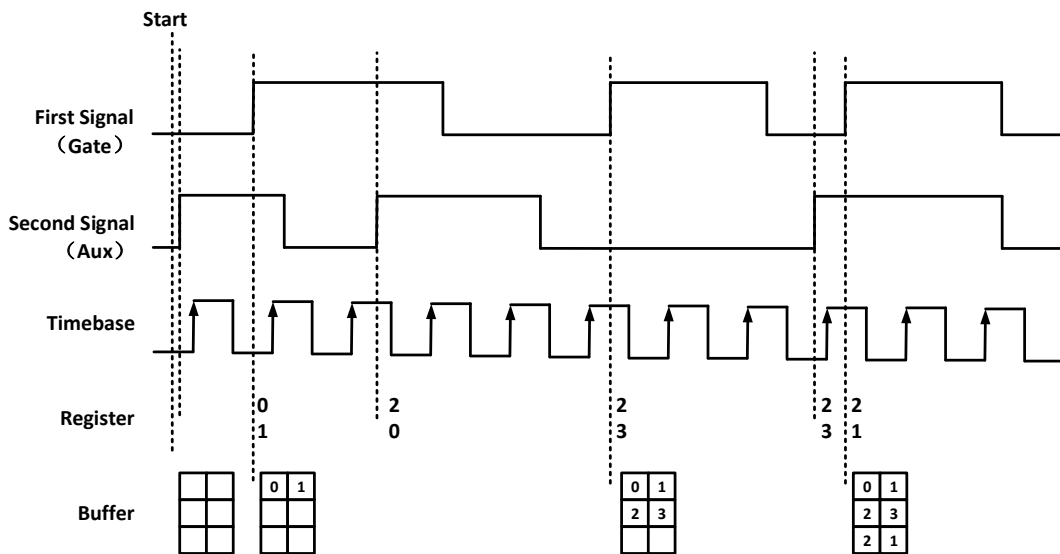 Start
First Signal
（Gate）
Second Signal
（Aux）
Timebase
Register
0 2 2 2 2
1 0 3 3 1
Buffer
0 1 0 1 0 1
2 3 2 3
2 1